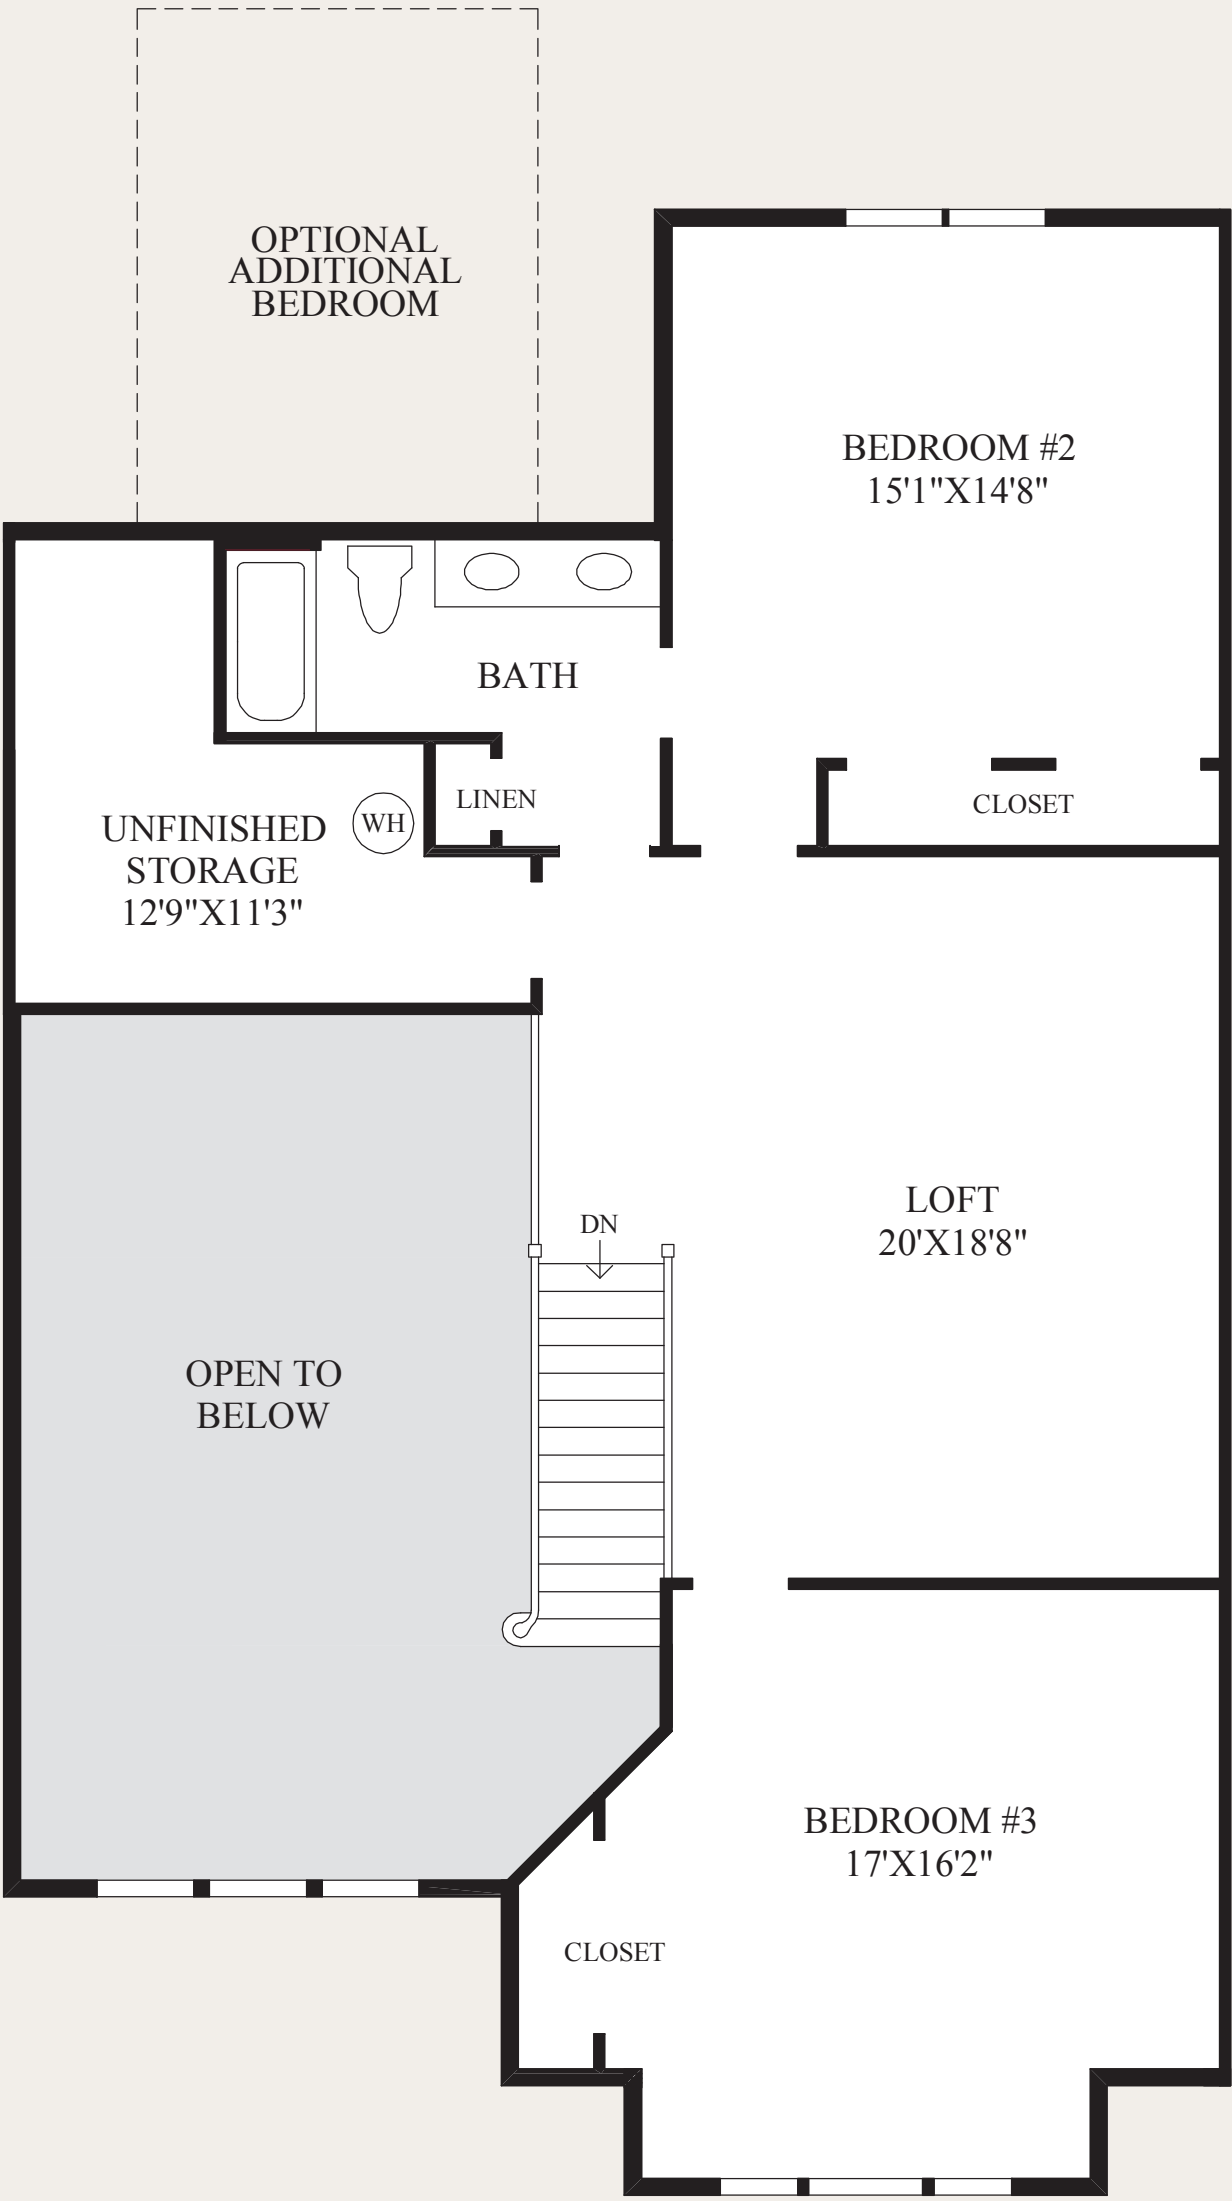 OPTIONAL
ADDITIONAL
BEDROOM
BEDROOM #2
15'1"X14'8"
BATH
LINEN
CLOSET
WH
UNFINISHED
STORAGE
12'9"X11'3"
LOFT
20'X18'8"
DN
OPEN TO
BELOW
BEDROOM #3
17'X16'2"
CLOSET